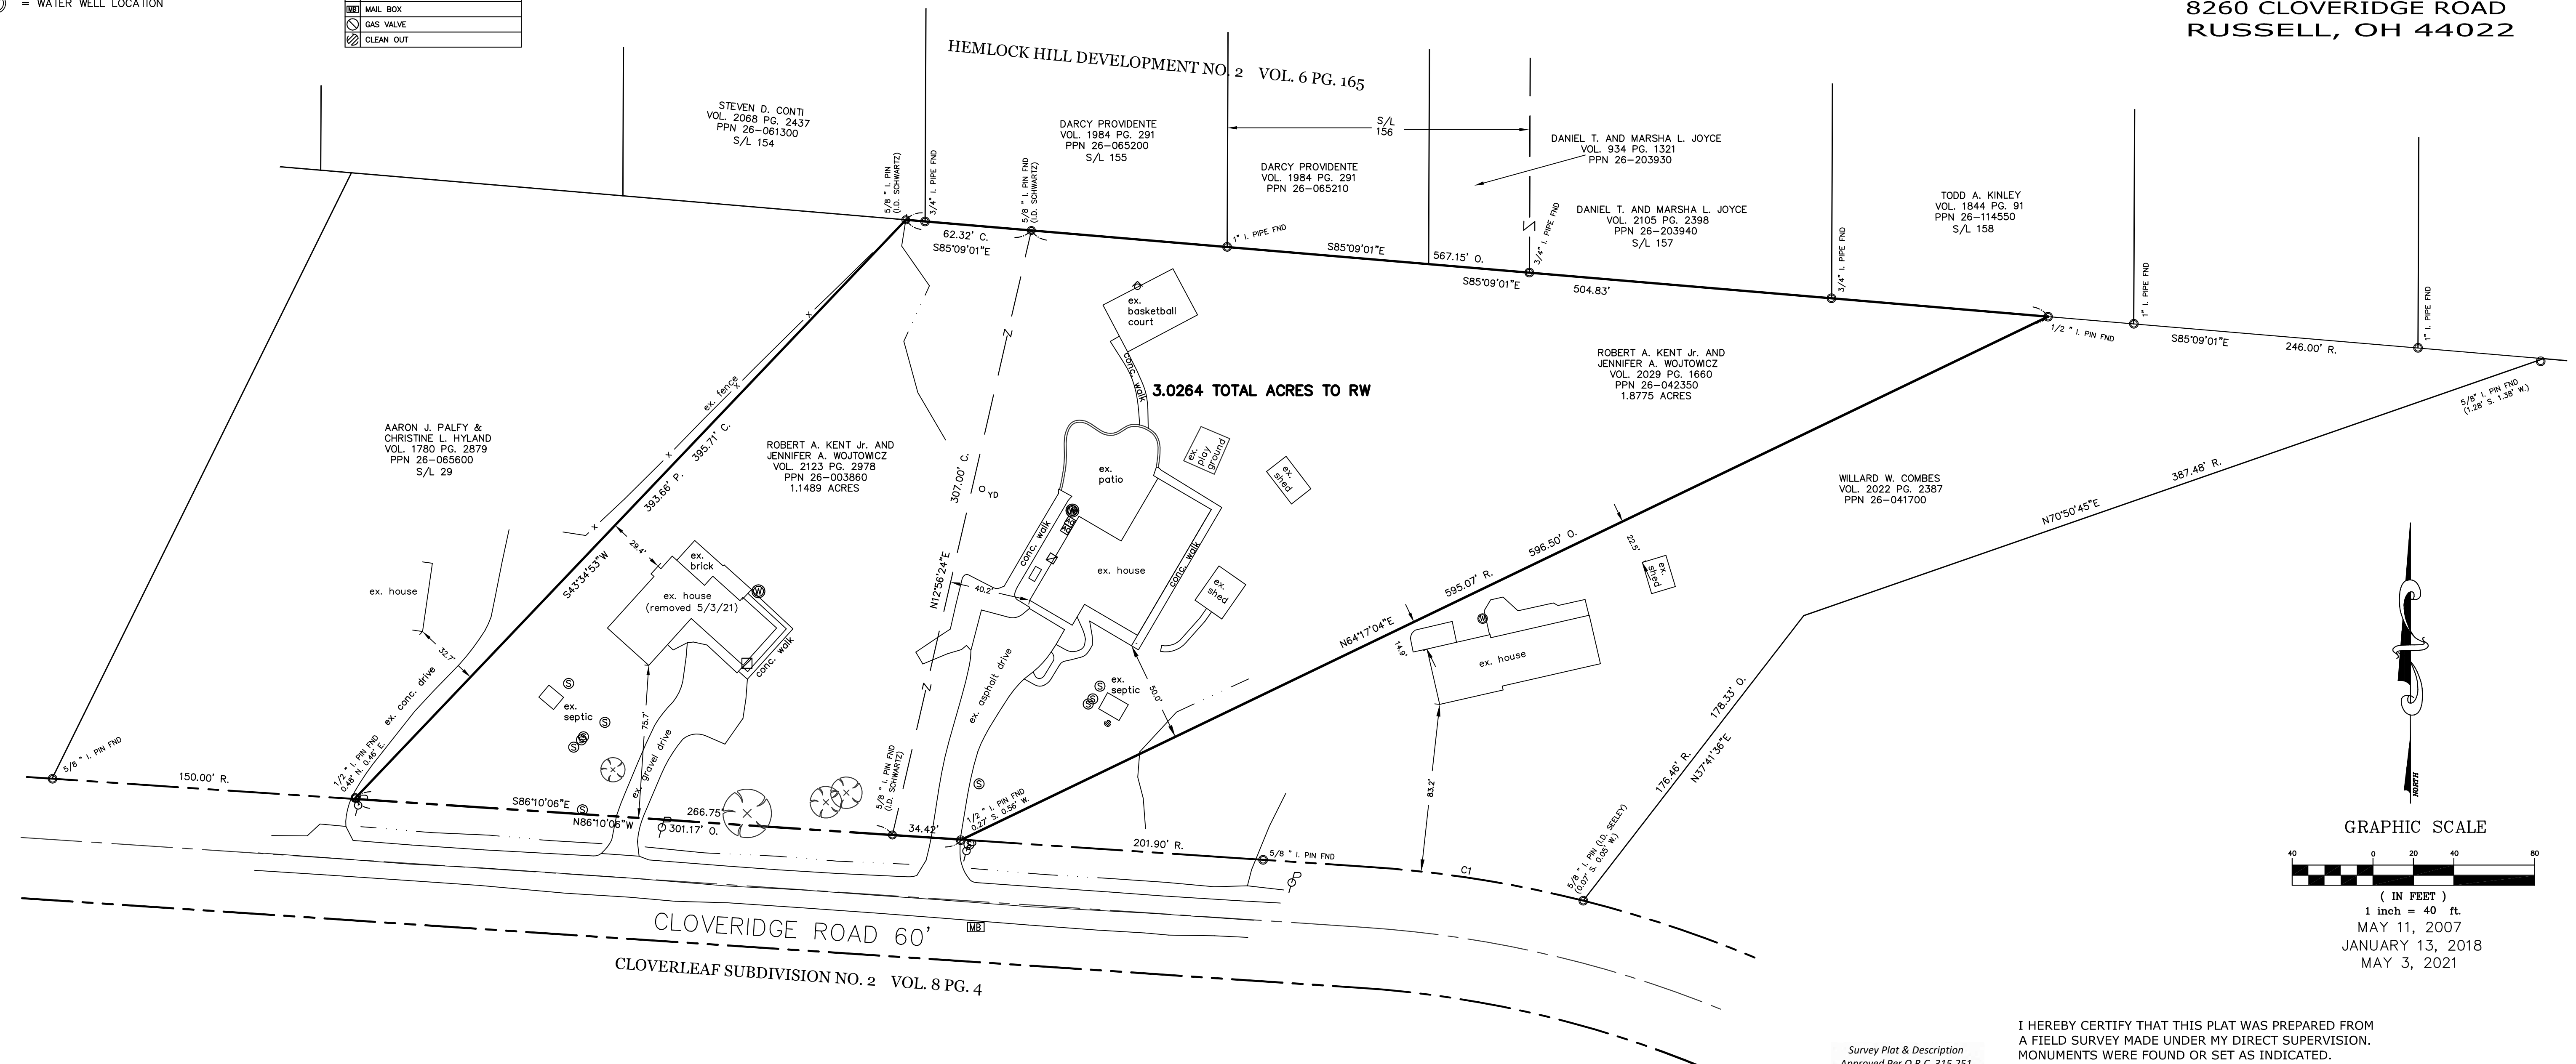 = WATER WELL LOCATION
MB MAIL BOX
GAS VALVE
CLEAN OUT
8260 CLOVERIDGE ROAD
RUSSELL, OH 44022
HEMLOCK HILL DEVELOPMENT NO. 2 VOL. 6 PG. 165
STEVEN D. CONTI
VOL. 2068 PG. 2437
PPN 26-061300
S/L 154
DARCY PROVIDENTE
VOL. 1984 PG. 291
PPN 26-065200
S/L 155
S/L
156
DARCY PROVIDENTE
VOL. 1984 PG. 291
PPN 26-065210
DANIEL T. AND MARSHA L. JOYCE
VOL. 934 PG. 1321
PPN 26-203930
DANIEL T. AND MARSHA L. JOYCE
VOL. 2105 PG. 2398
PPN 26-203940
S/L 157
TODD A. KINLEY
VOL. 1844 PG. 91
PPN 26-114550
S/L 158
5/8 " I. PIN
(I.D. SCHWARTZ)
3/4" I. PIPE FND
5/8 " I. PIN FND
(I.D. SCHWARTZ)
1" I. PIPE FND
3/4" I. PIPE FND
3/4" I. PIPE FND
1" I. PIPE FND
1" I. PIPE FND
62.32' C.
S85°09'01"E
S85°09'01"E
567.15' O.
S85°09'01"E
504.83'
1/2 " I. PIN FND
S85°09'01"E
246.00' R.
5/8" I. PIN FND
(1.28' S. 1.38' W.)
ex.
basketball
court
conc. walk
3.0264 TOTAL ACRES TO RW
ROBERT A. KENT Jr. AND
JENNIFER A. WOJTOWICZ
VOL. 2029 PG. 1660
PPN 26-042350
1.8775 ACRES
ex. fence
x
x
x
x
395.71' C.
393.66' P.
S43°34'53"W
AARON J. PALFY &
CHRISTINE L. HYLAND
VOL. 1780 PG. 2879
PPN 26-065600
S/L 29
ROBERT A. KENT Jr. AND
JENNIFER A. WOJTOWICZ
VOL. 2123 PG. 2978
PPN 26-003860
1.1489 ACRES
307.00' C.
N12°56'24"E
YD
ex.
patio
ex.
play
ground
ex.
shed
conc. walk
conc. walk
ex. house
ex.
shed
40.2'
50.0'
29.4'
ex.
brick
W
ex. house
(removed 5/3/21)
conc. walk
ex. house
32.7'
ex. conc. drive
ex.
septic
S
S
S
S
S
75.7'
ex. gravel drive
ex. asphalt drive
ex.
septic
S
S
S
WILLARD W. COMBES
VOL. 2022 PG. 2387
PPN 26-041700
387.48' R.
N70°50'45"E
596.50' O.
595.07' R.
N64°17'04"E
22.5'
ex.
shed
14.9'
W
ex. house
83.2'
178.33' O.
176.46' R.
N37°41'36"E
5/8 " I. PIN FND
150.00' R.
1/2 " I. PIN FND
0.48' N. 0.46' E.
S86°10'06"E
266.75'
N86°10'06"W
301.17' O.
5/8 " I. PIN FND
(I.D. SCHWARTZ)
34.42'
S
1/2 " I. PIN FND
0.27' S. 0.56' W.
201.90' R.
5/8 " I. PIN FND
C1
5/8 " I. PIN (I.D. SEELEY)
(0.07' S. 0.05' W.)
MB
CLOVERIDGE ROAD 60'
CLOVERLEAF SUBDIVISION NO. 2 VOL. 8 PG. 4
NORTH
GRAPHIC SCALE
40 0 20 40 80
( IN FEET )
1 inch = 40 ft.
MAY 11, 2007
JANUARY 13, 2018
MAY 3, 2021
I HEREBY CERTIFY THAT THIS PLAT WAS PREPARED FROM
A FIELD SURVEY MADE UNDER MY DIRECT SUPERVISION.
MONUMENTS WERE FOUND OR SET AS INDICATED.
Survey Plat & Description
Approved Per O.R.C. 315.251